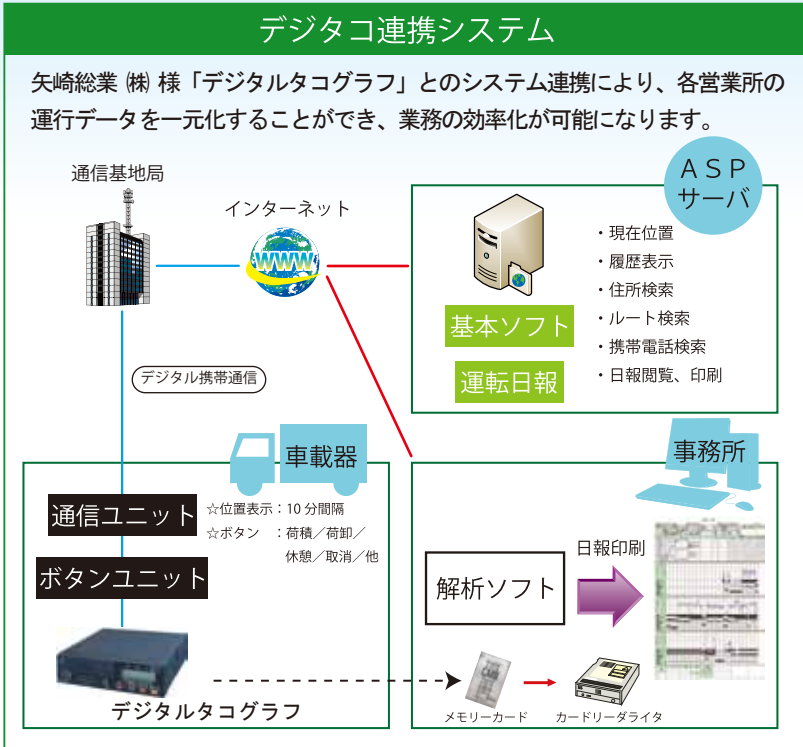 デジタコ連携システム
矢崎総業 ㈱ 様「デジタルタコグラフ」とのシステム連携により、各営業所の
運行データを一元化することができ、業務の効率化が可能になります。
通信基地局
インターネット
WWW
デジタル携帯通信
ASP
サーバ
基本ソフト
運転日報
・現在位置
・履歴表示
・住所検索
・ルート検索
・携帯電話検索
・日報閲覧、印刷
車載器
通信ユニット
ボタンユニット
☆位置表示：10分間隔
☆ボタン　：荷積／荷卸／
休憩／取消／他
デジタルタコグラフ
事務所
解析ソフト
日報印刷
メモリーカード
カードリーダライタ